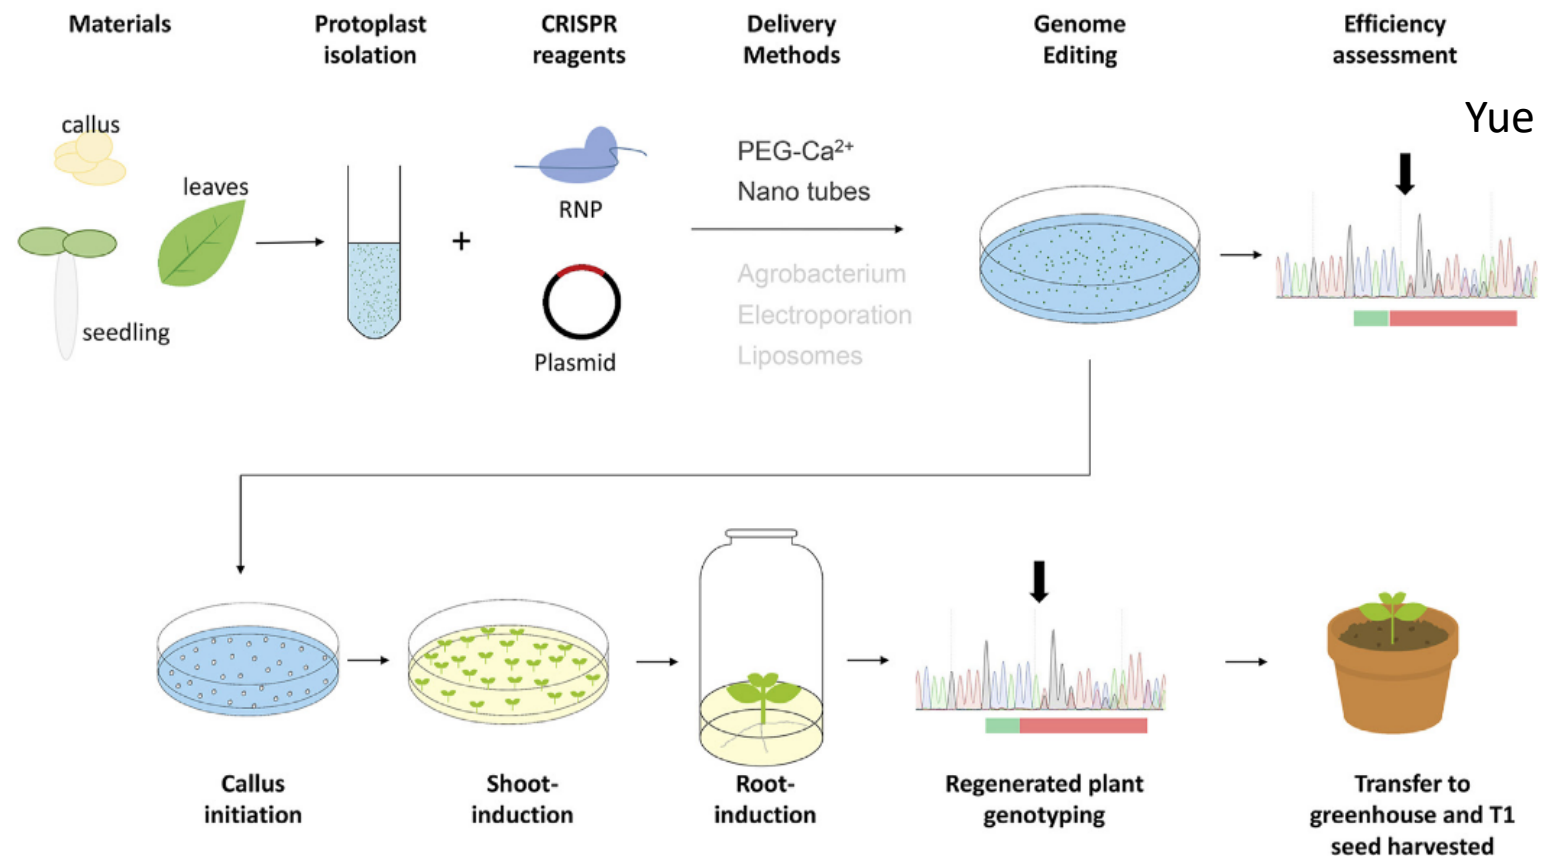 Materials
Protoplast
isolation
CRISPR
reagents
Delivery
Methods
Genome
Editing
Efficiency
assessment
Yue
callus
leaves
seedling
+
RNP
Plasmid
PEG-Ca²⁺
Nano tubes
Agrobacterium
Electroporation
Liposomes
Callus
initiation
Shoot-
induction
Root-
induction
Regenerated plant
genotyping
Transfer to
greenhouse and T1
seed harvested